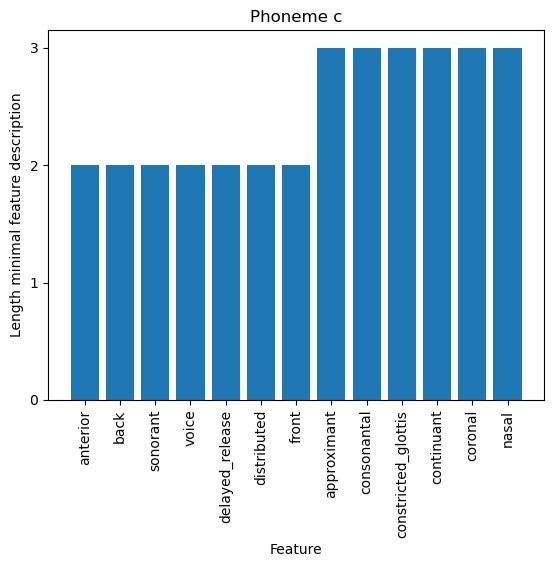 Phoneme c
Length minimal feature description
3
2
1
0
anterior
back
sonorant
voice
delayed_release
distributed
front
approximant
consonantal
constricted_glottis
continuant
coronal
nasal
Feature